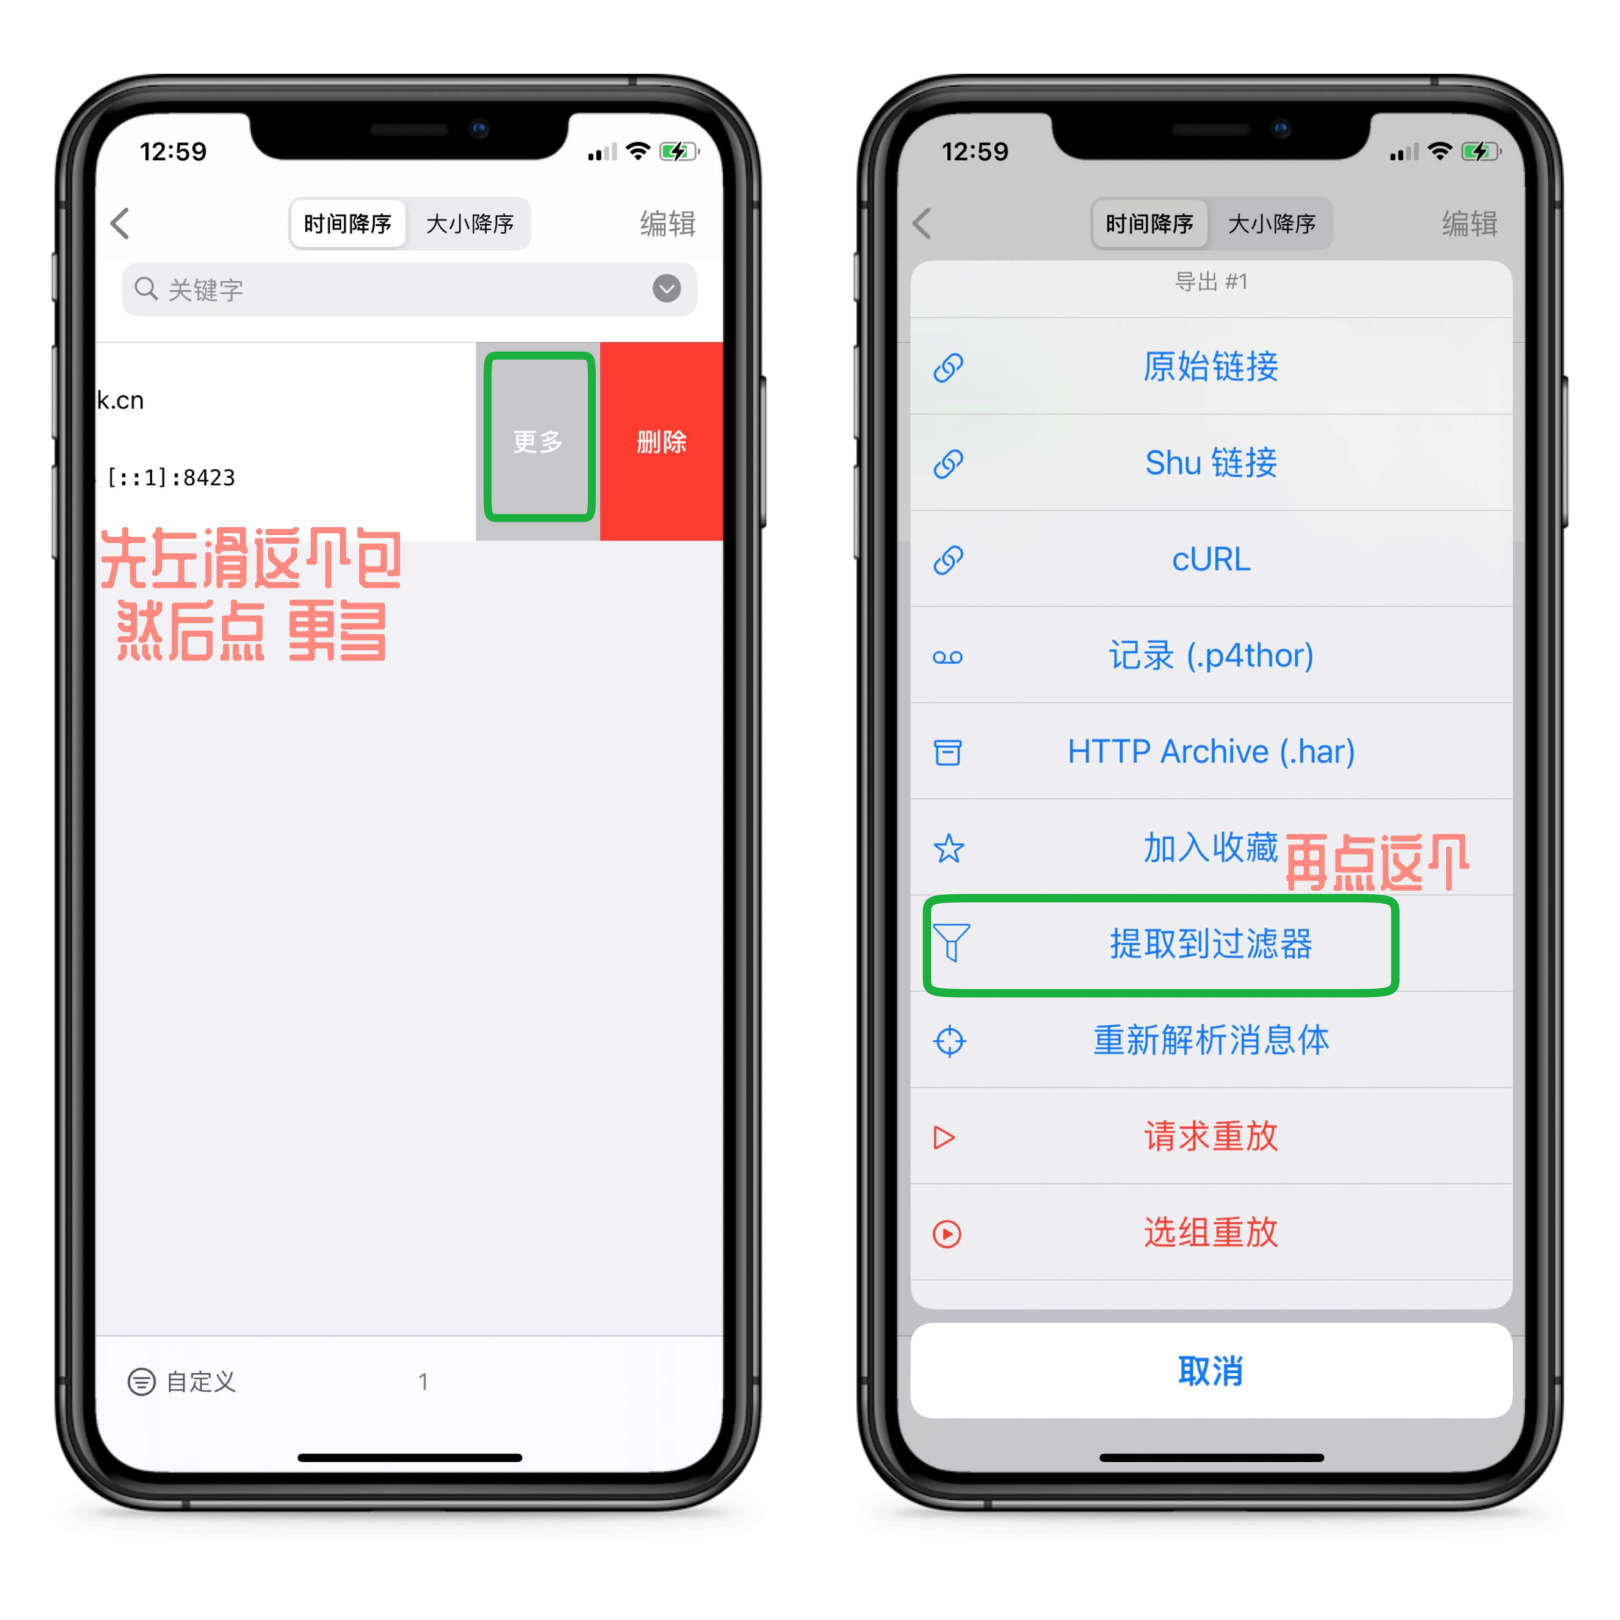 12:59
时间降序 大小降序 编辑
关键字
k.cn
[::1]:8423
更多
删除
先左滑这个包
然后点 更多
自定义 1
12:59
时间降序 大小降序 编辑
导出 #1
原始链接
Shu 链接
cURL
记录 (.p4thor)
HTTP Archive (.har)
加入收藏
再点这个
提取到过滤器
重新解析消息体
请求重放
选组重放
取消